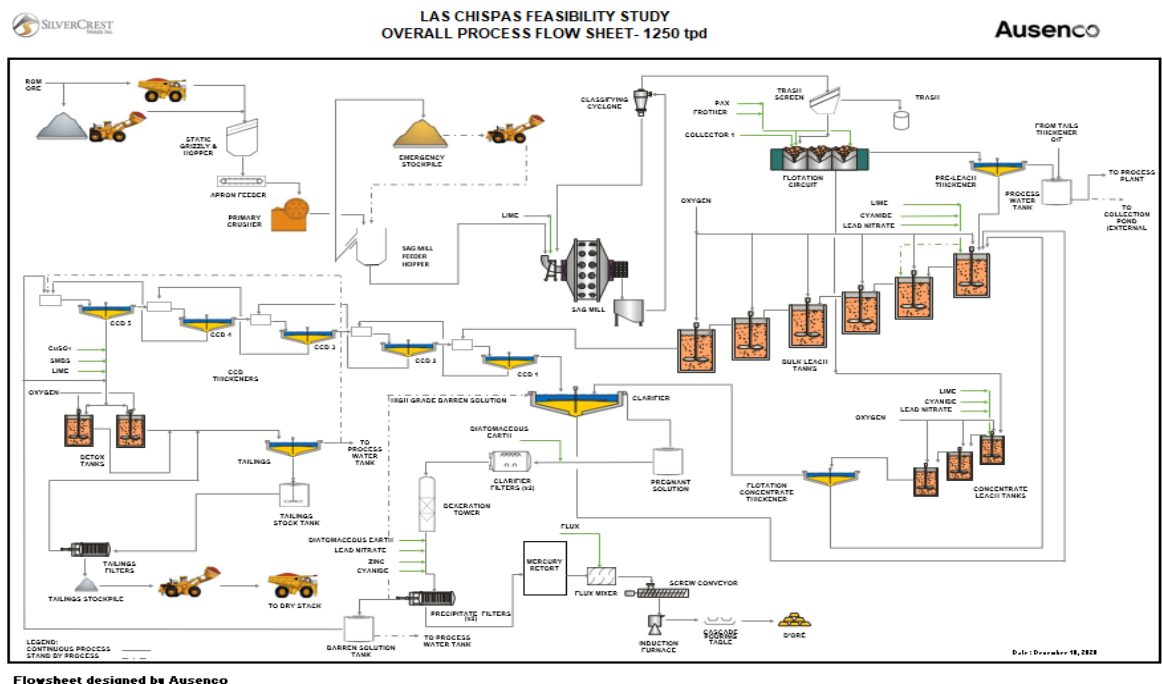 SILVERCREST
Metals Inc.
LAS CHISPAS FEASIBILITY STUDY
OVERALL PROCESS FLOW SHEET- 1250 tpd
Ausenco
ROM
ORE
STATIC
GRIZZLY &
HOPPER
APRON FEEDER
PRIMARY
CRUSHER
EMERGENCY
STOCKPILE
SAG MILL
FEEDER
HOPPER
LIME
SAG MILL
CLASSIFYING
CYCLONE
TRASH
SCREEN
TRASH
PAX
FROTHER
COLLECTOR 1
FLOTATION
CIRCUIT
FROM TAILS
THICKENER
O/F
PRE-LEACH
THICKENER
PROCESS
WATER
TANK
TO PROCESS
PLANT
TO
COLLECTION
POND
(EXTERNAL
OXYGEN
LIME
CYANIDE
LEAD NITRATE
BULK LEACH
TANKS
CCD 5
CCD 4
CCD 3
CCD 2
CCD 1
CCD
THICKENERS
CuSO4
SMBS
LIME
OXYGEN
DETOX
TANKS
TAILINGS
TO
PROCESS
WATER
TANK
TAILINGS
STOCK TANK
TAILINGS
FILTERS
TAILINGS STOCKPILE
TO DRY STACK
HIGH GRADE BARREN SOLUTION
CLARIFIER
DIATOMACEOUS
EARTH
CLARIFIER
FILTERS (x2)
PREGNANT
SOLUTION
DEAERATION
TOWER
DIATOMACEOUS EARTH
LEAD NITRATE
ZINC
CYANIDE
PRECIPITATE FILTERS
(x2)
BARREN SOLUTION
TANK
TO PROCESS
WATER TANK
MERCURY
RETORT
FLUX
FLUX MIXER
SCREW CONVEYOR
INDUCTION
FURNACE
CASCADE
POURING
TABLE
D'ORÉ
FLOTATION
CONCENTRATE
THICKENER
OXYGEN
LIME
CYANIDE
LEAD NITRATE
CONCENTRATE
LEACH TANKS
LEGEND:
CONTINUOUS PROCESS
STAND BY PROCESS
Date : December 10, 2020
Flowsheet designed by Ausenco